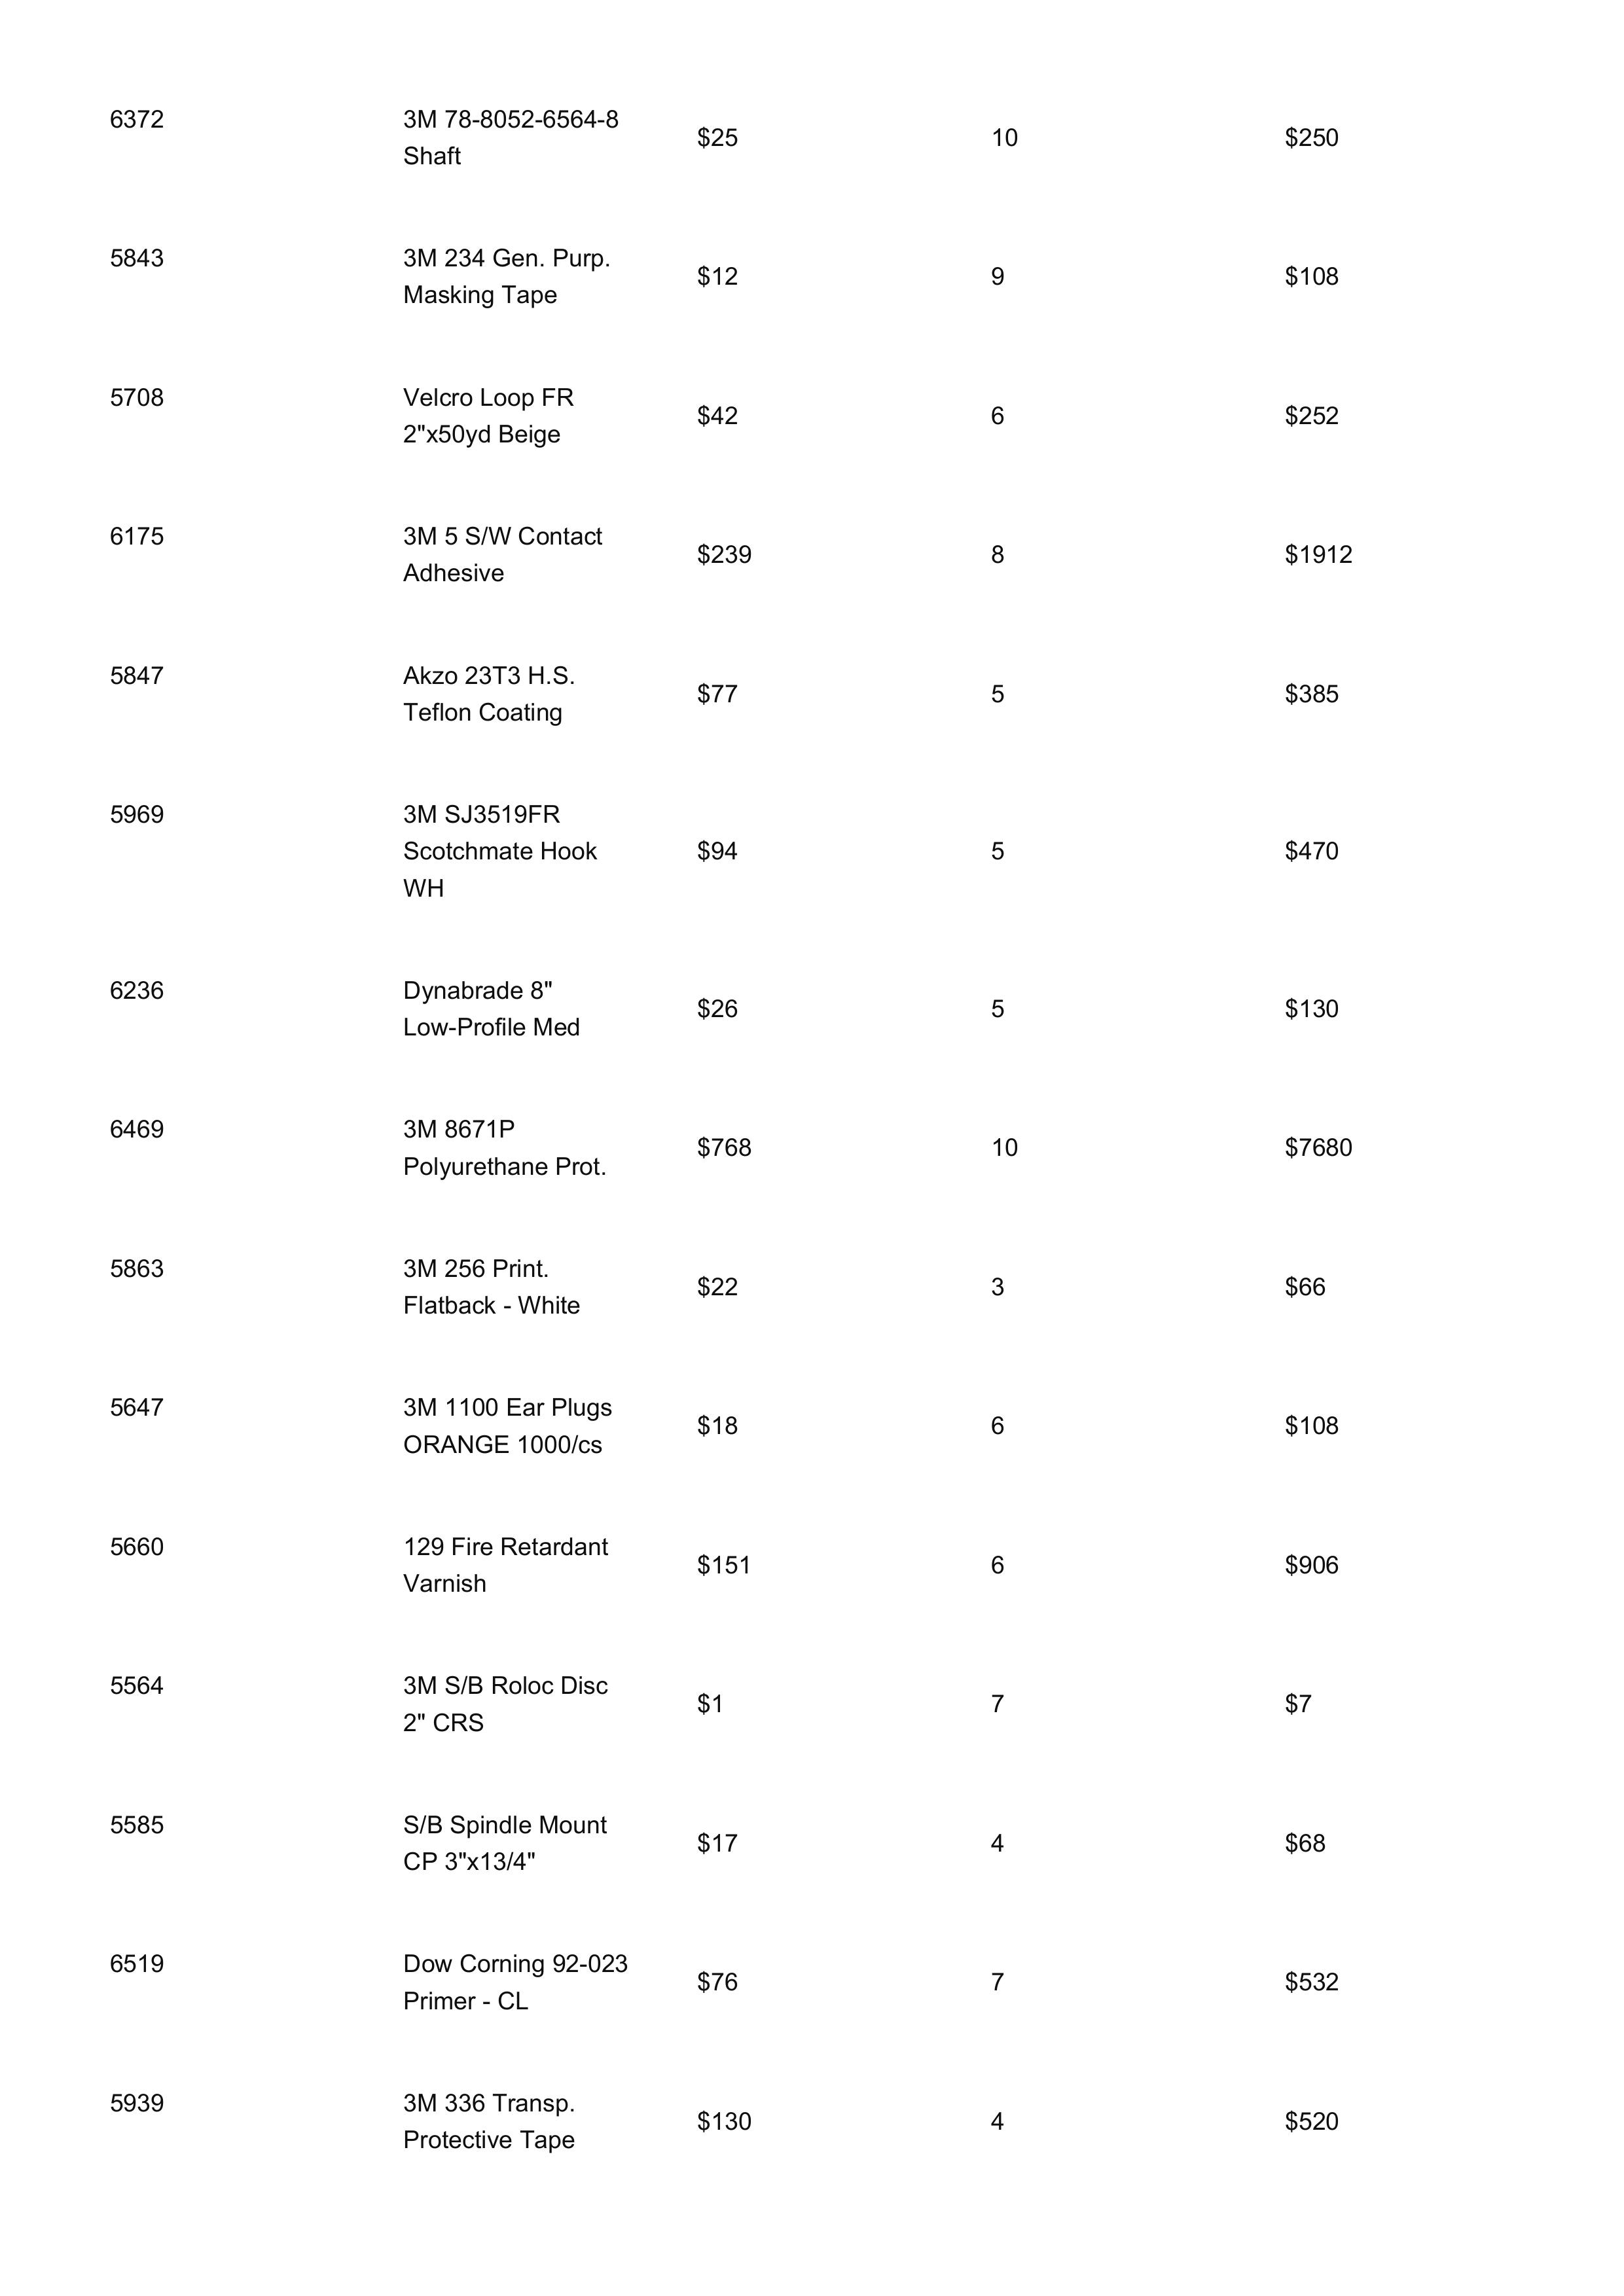 6372 3M 78-8052-6564-8 Shaft $25 10 $250
5843 3M 234 Gen. Purp. Masking Tape $12 9 $108
5708 Velcro Loop FR 2"x50yd Beige $42 6 $252
6175 3M 5 S/W Contact Adhesive $239 8 $1912
5847 Akzo 23T3 H.S. Teflon Coating $77 5 $385
5969 3M SJ3519FR Scotchmate Hook WH $94 5 $470
6236 Dynabrade 8" Low-Profile Med $26 5 $130
6469 3M 8671P Polyurethane Prot. $768 10 $7680
5863 3M 256 Print. Flatback - White $22 3 $66
5647 3M 1100 Ear Plugs ORANGE 1000/cs $18 6 $108
5660 129 Fire Retardant Varnish $151 6 $906
5564 3M S/B Roloc Disc 2" CRS $1 7 $7
5585 S/B Spindle Mount CP 3"x13/4" $17 4 $68
6519 Dow Corning 92-023 Primer - CL $76 7 $532
5939 3M 336 Transp. Protective Tape $130 4 $520